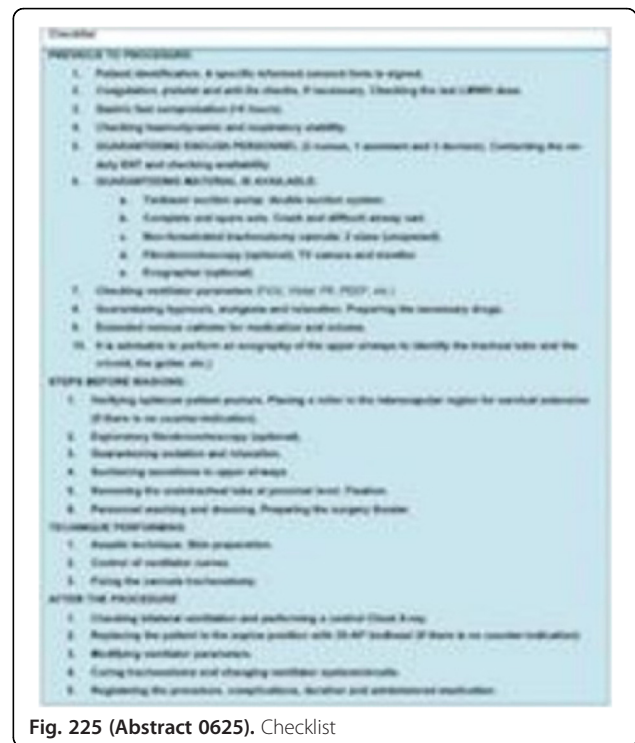 Checklist
PREVIOUS TO PROCEDURE:
1. Patient identification. A specific informed consent form is signed.
2. Coagulation, platelet and anti-Xa checks, if necessary. Checking the last LMWH dose.
3. Gastric fast comprobation (>6 hours).
4. Checking haemodynamic and respiratory stability.
5. GUARANTEEING ENOUGH PERSONNEL (2 nurses, 1 assistant and 2 doctors). Contacting the on-
duty ENT and checking availability.
6. GUARANTEEING MATERIAL IS AVAILABLE:
a. suction pump: double suction system.
b. Complete and spare sets. Crash and difficult airway cart.
c. Non-fenestrated tracheostomy cannula: 2 sizes (unopened).
d. Fibrobronchoscopy (optional), TV camera and monitor.
e. Ecographer (optional).
7. Checking ventilator parameters (FiO2, Vtidal, FR, PEEP, etc.)
8. Guaranteeing hypnosis, analgesia and relaxation. Preparing the necessary drugs.
9. Extended venous catheter for medication and volume.
10. It is advisable to perform an ecography of the upper airways to identify the tracheal tube and the
cricoid, the goiter, etc.)
STEPS BEFORE WASHING:
1. Verifying optimum patient posture. Placing a roller in the interscapular region for cervical extension
(if there is no counter-indication).
2. Exploratory fibrobronchoscopy (optional).
3. Guaranteeing sedation and relaxation.
4. Suctioning secretions in upper airways.
5. Removing the endotracheal tube at proximal level. Fixation.
6. Personnel washing and dressing. Preparing the surgery theater.
TECHNIQUE PERFORMING:
1. Aseptic technique. Skin preparation.
2. Control of ventilator curves.
3. Fixing the cannula tracheostomy.
AFTER THE PROCEDURE
1. Checking bilateral ventilation and performing a control Chest X-ray.
2. Replacing the patient in the supine position with bedhead (if there is no counter-indication)
3. Modifying ventilator parameters.
4. Curing tracheostoma and changing ventilator
5. Registering the procedure, complications, duration and administered medication.
Fig. 225 (Abstract 0625). Checklist